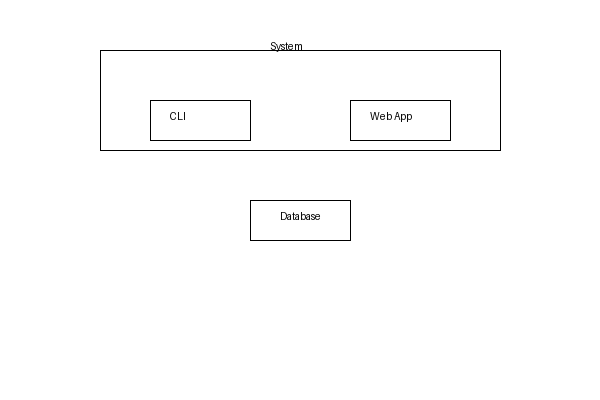 System
CLI
Web App
Database